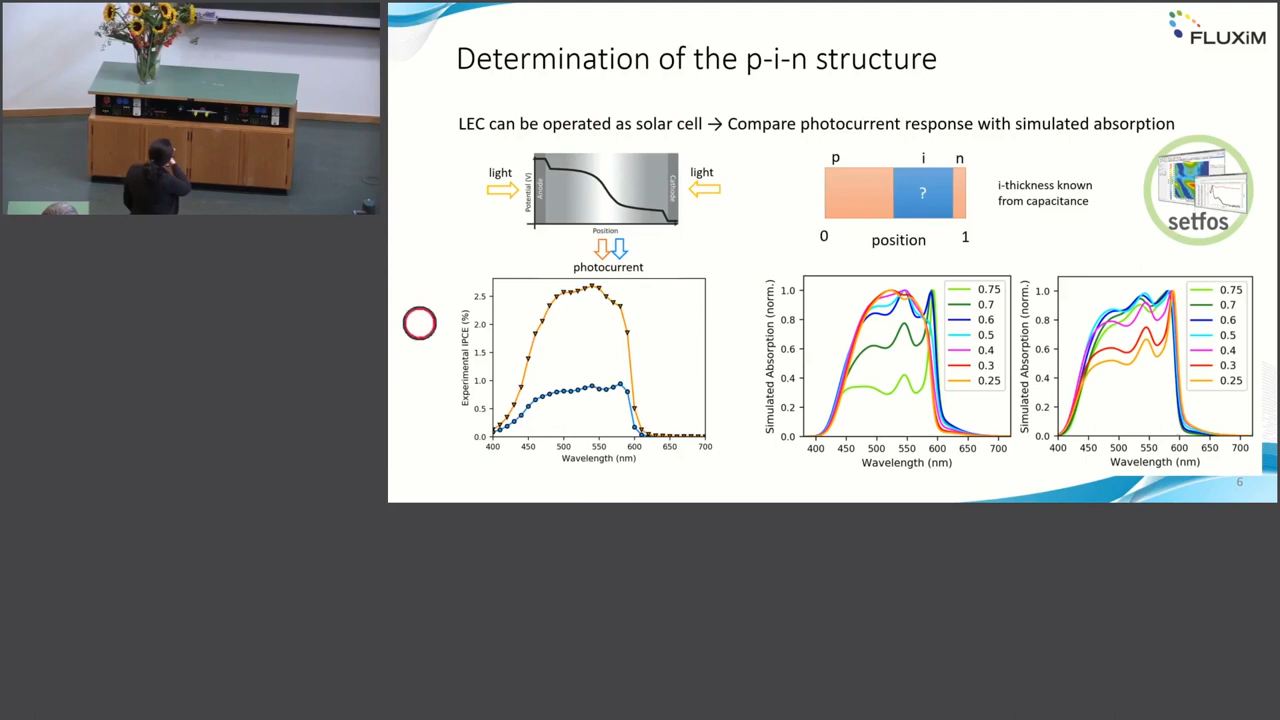 FLUXiM
Determination of the p-i-n structure
LEC can be operated as solar cell → Compare photocurrent response with simulated absorption
light
light
Potential (V)
Anode
Cathode
Position
photocurrent
p
i
n
?
0
position
1
i-thickness known
from capacitance
setfos
Experimental IPCE (%)
2.5
2.0
1.5
1.0
0.5
0.0
400
450
500
550
600
650
700
Wavelength (nm)
Simulated Absorption (norm.)
1.0
0.8
0.6
0.4
0.2
0.0
400
450
500
550
600
650
700
Wavelength (nm)
0.75
0.7
0.6
0.5
0.4
0.3
0.25
Simulated Absorption (norm.)
1.0
0.8
0.6
0.4
0.2
0.0
400
450
500
550
600
650
700
Wavelength (nm)
0.75
0.7
0.6
0.5
0.4
0.3
0.25
6